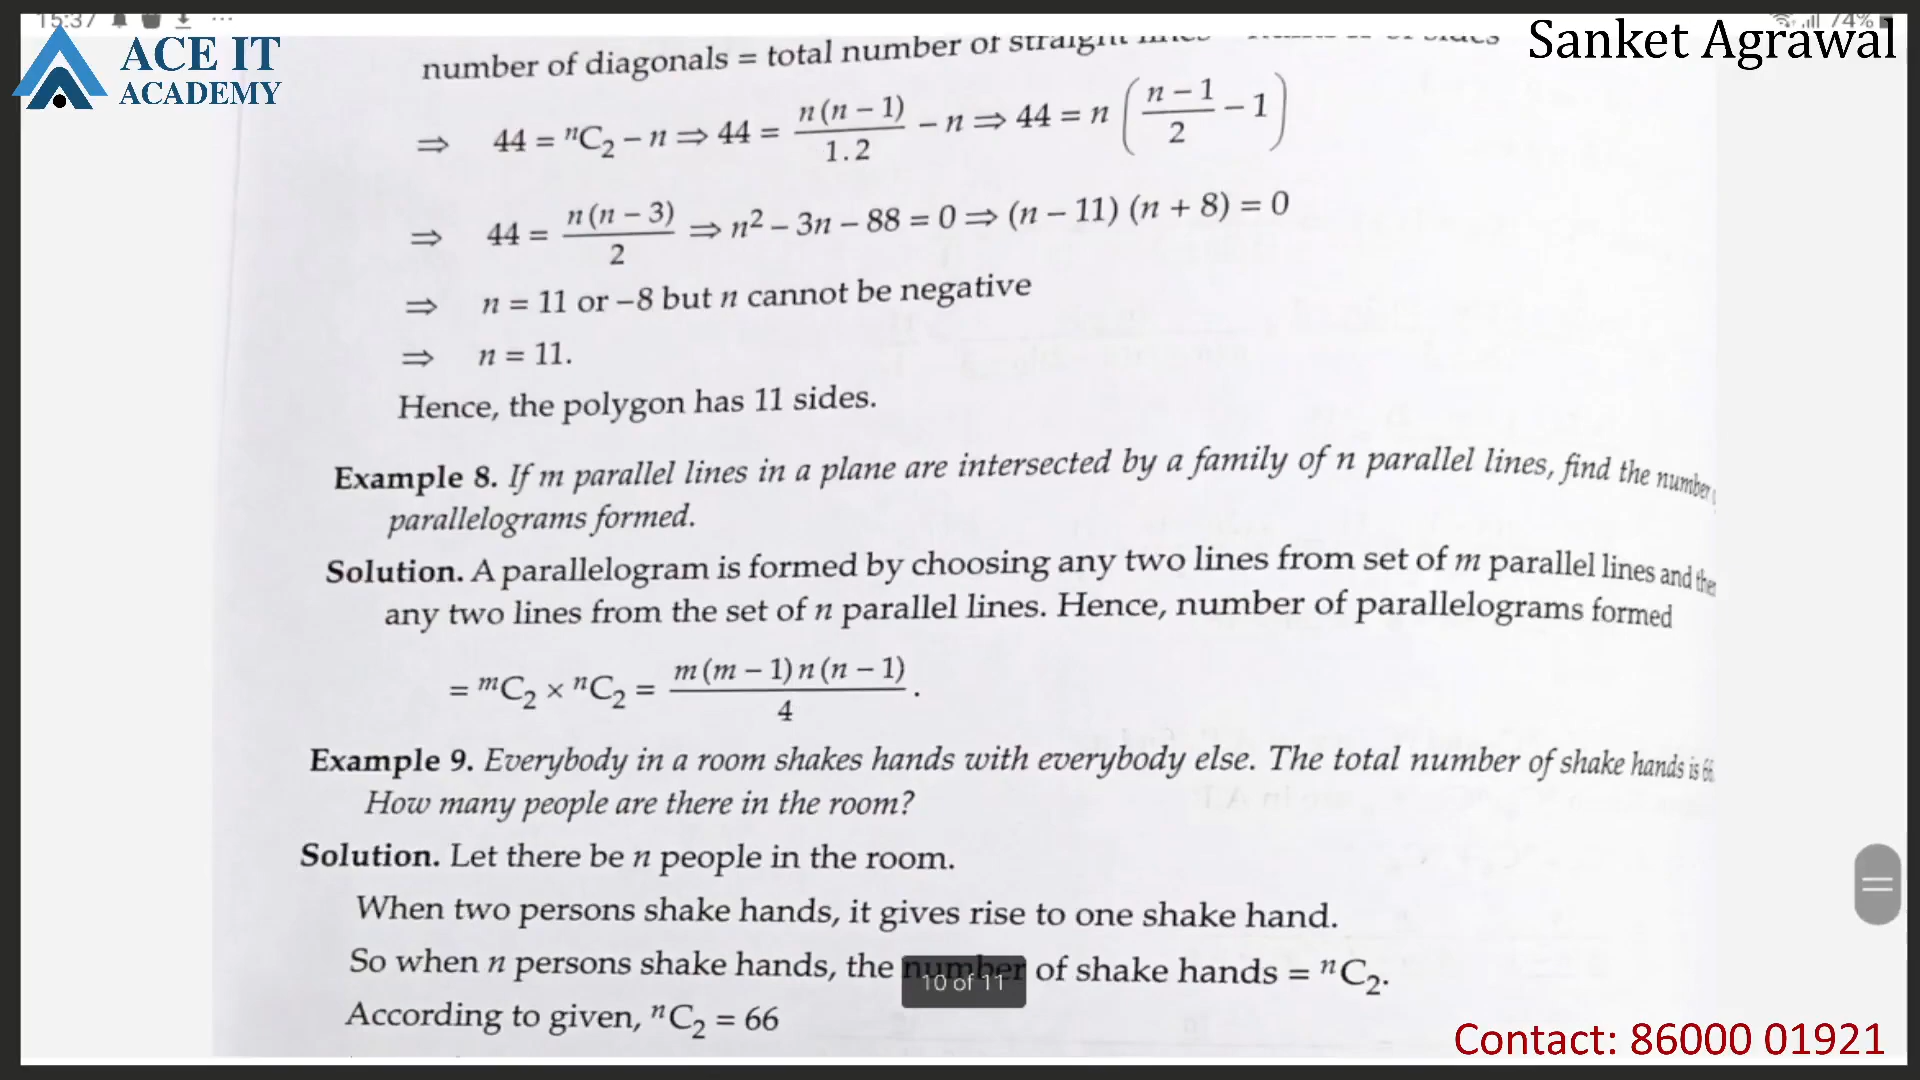 15:37
74%
ACE IT
ACADEMY
Sanket Agrawal
number of diagonals = total number of straight
⇒ 44 = ⁿC₂ – n ⇒ 44 = n(n – 1)/1.2 – n ⇒ 44 = n ((n – 1)/2 – 1)
⇒ 44 = n(n – 3)/2 ⇒ n² – 3n – 88 = 0 ⇒ (n – 11) (n + 8) = 0
⇒ n = 11 or –8 but n cannot be negative
⇒ n = 11.
Hence, the polygon has 11 sides.
Example 8. If m parallel lines in a plane are intersected by a family of n parallel lines, find the number
parallelograms formed.
Solution. A parallelogram is formed by choosing any two lines from set of m parallel lines and then
any two lines from the set of n parallel lines. Hence, number of parallelograms formed
= ᵐC₂ × ⁿC₂ = m(m – 1) n(n – 1)/4 .
Example 9. Everybody in a room shakes hands with everybody else. The total number of shake hands is 66.
How many people are there in the room?
Solution. Let there be n people in the room.
When two persons shake hands, it gives rise to one shake hand.
So when n persons shake hands, the number of shake hands = ⁿC₂.
10 of 11
According to given, ⁿC₂ = 66
Contact: 86000 01921